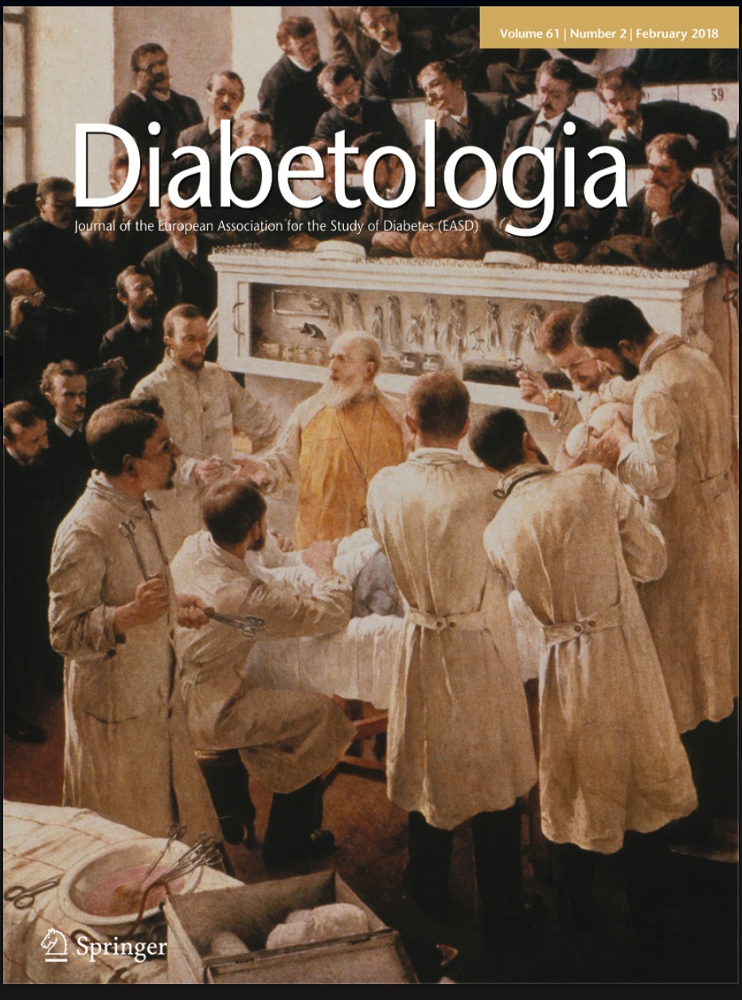 Volume 61 | Number 2 | February 2018
59
Diabetologia
Journal of the European Association for the Study of Diabetes (EASD)
Springer